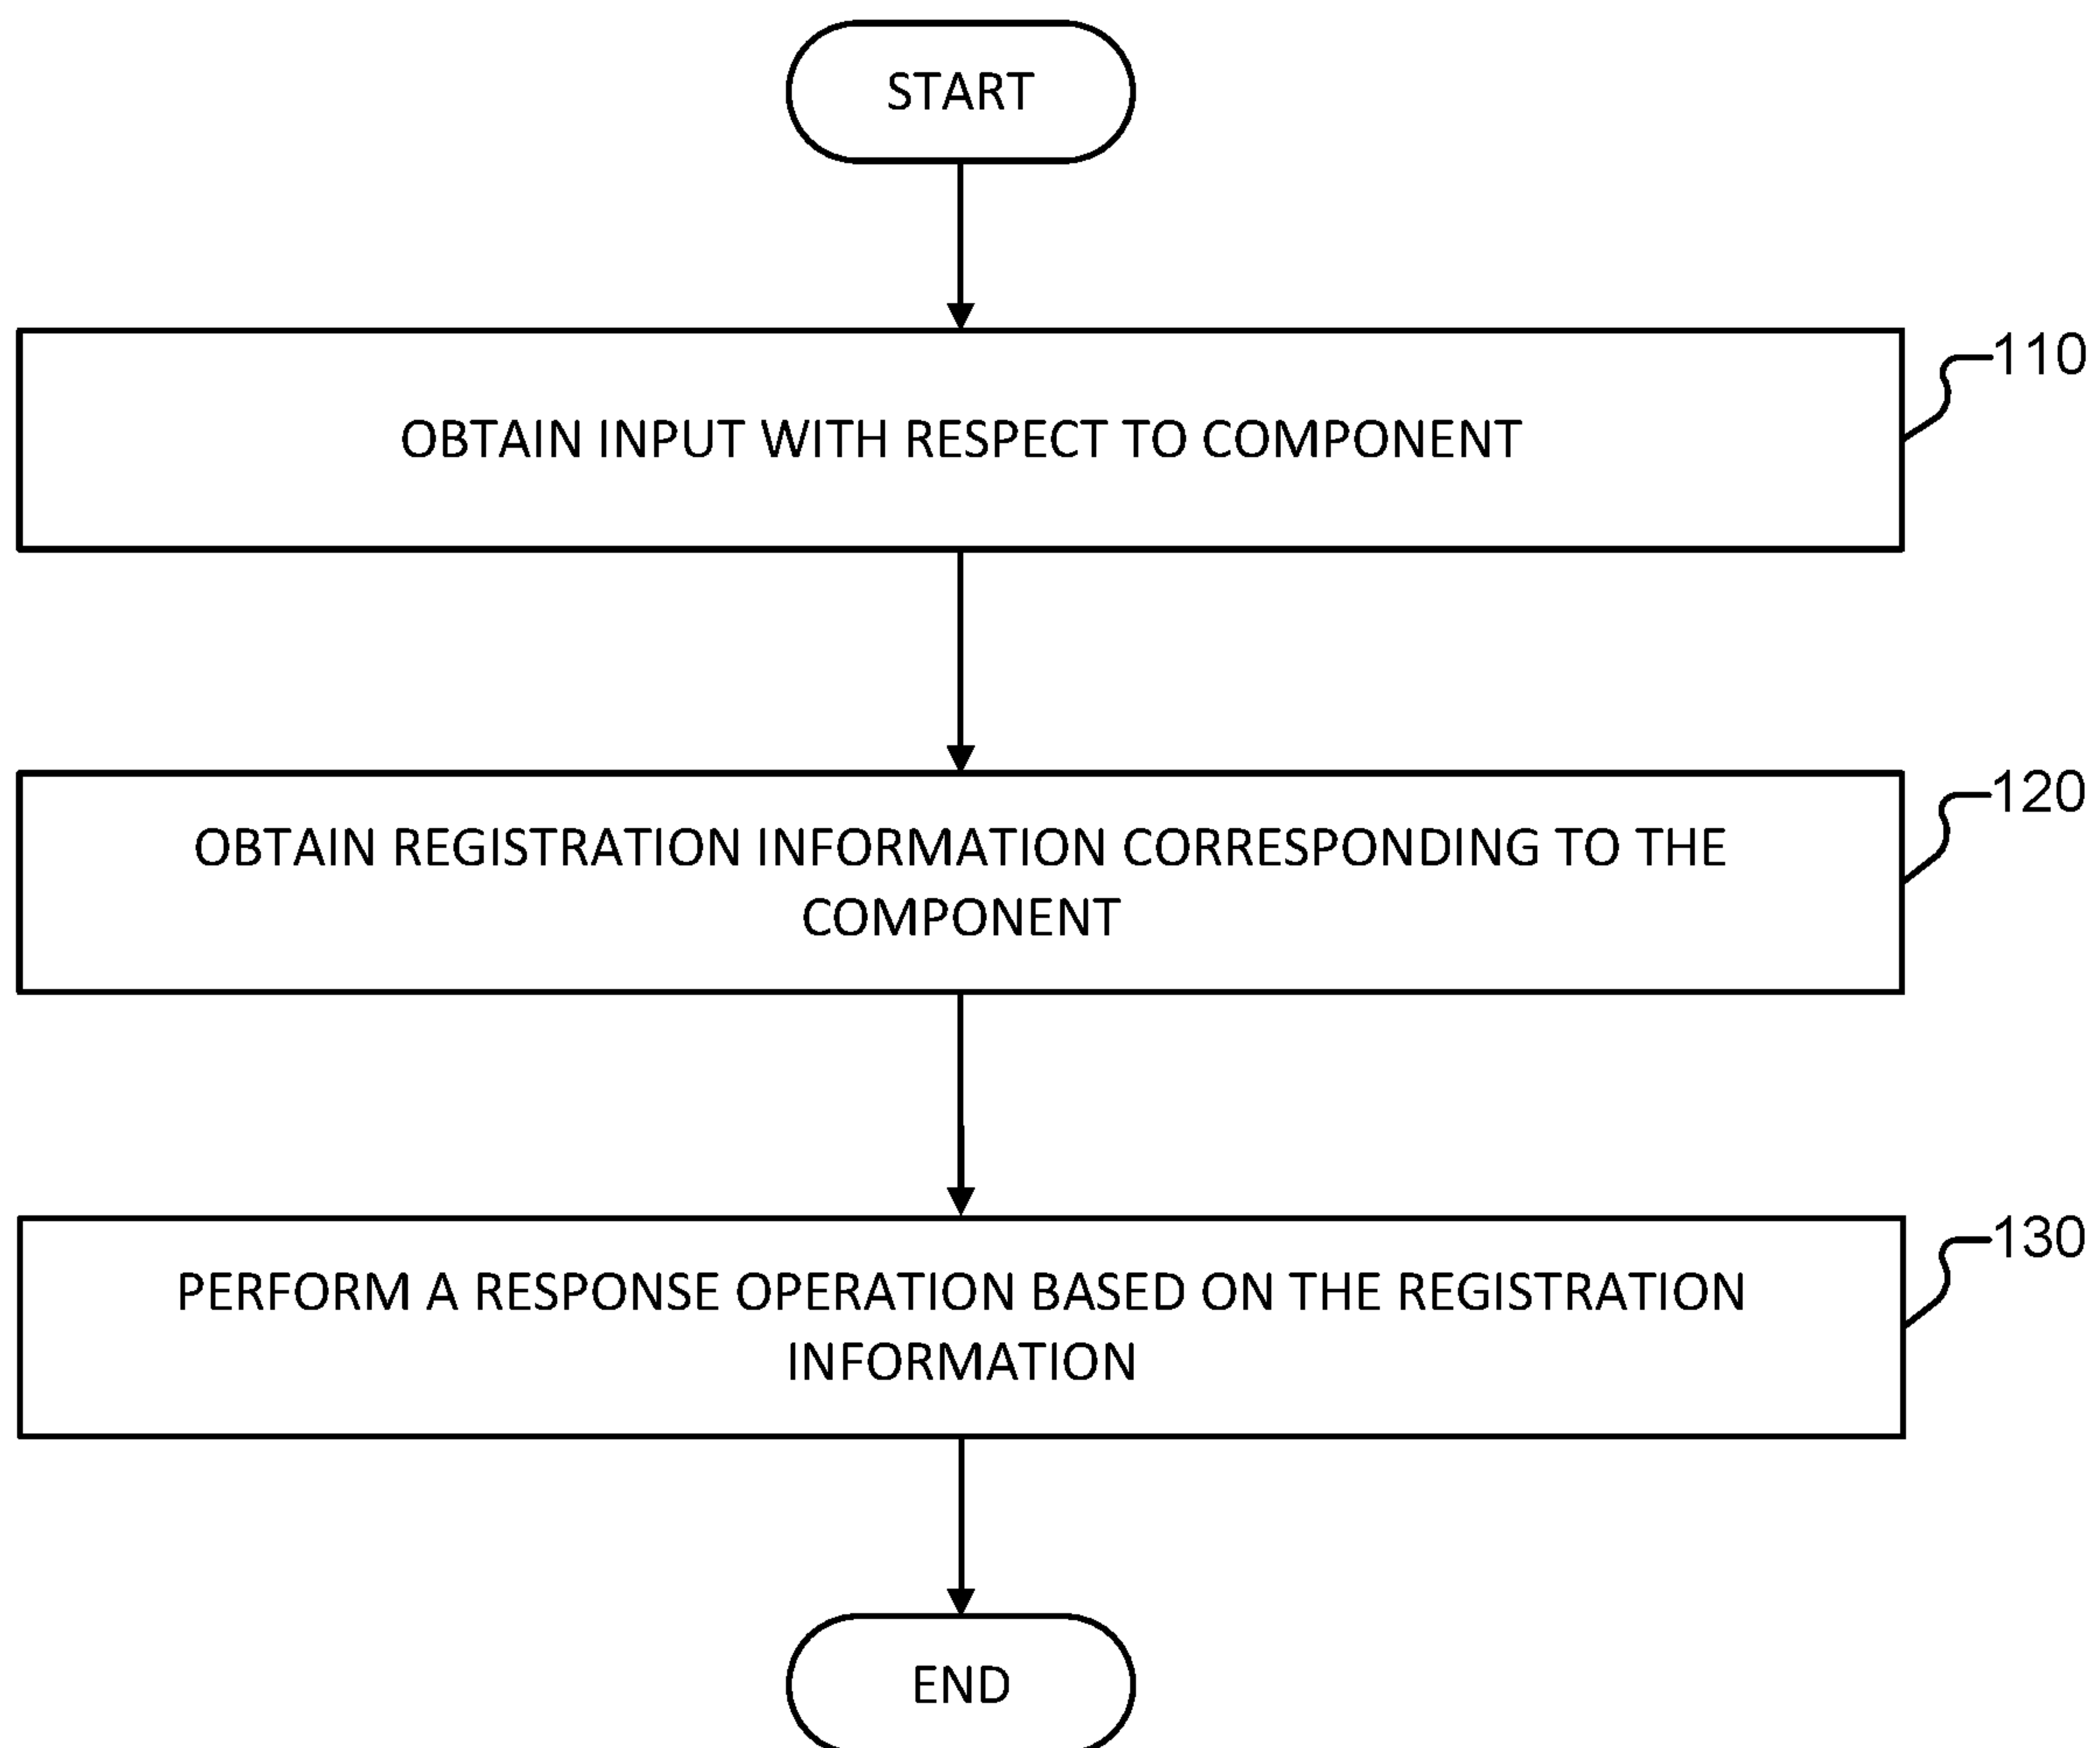 START
110
OBTAIN INPUT WITH RESPECT TO COMPONENT
120
OBTAIN REGISTRATION INFORMATION CORRESPONDING TO THE
COMPONENT
130
PERFORM A RESPONSE OPERATION BASED ON THE REGISTRATION
INFORMATION
END